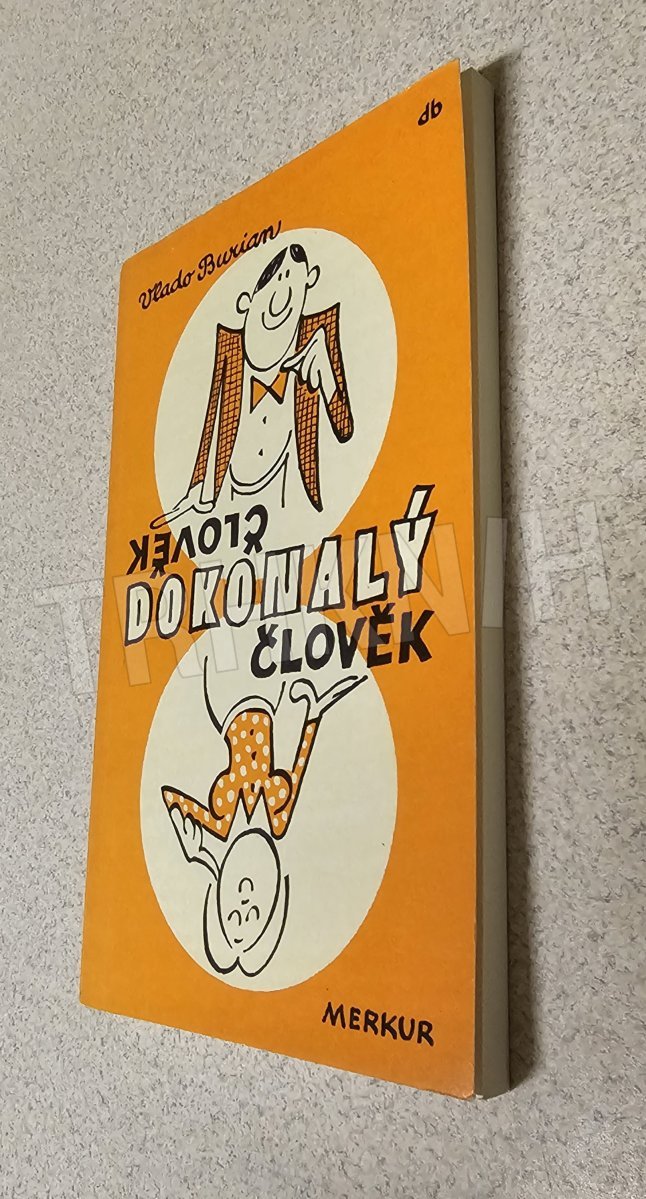 db
Vlado Burian
ČLOVĚK
DOKONALÝ
ČLOVĚK
MERKUR